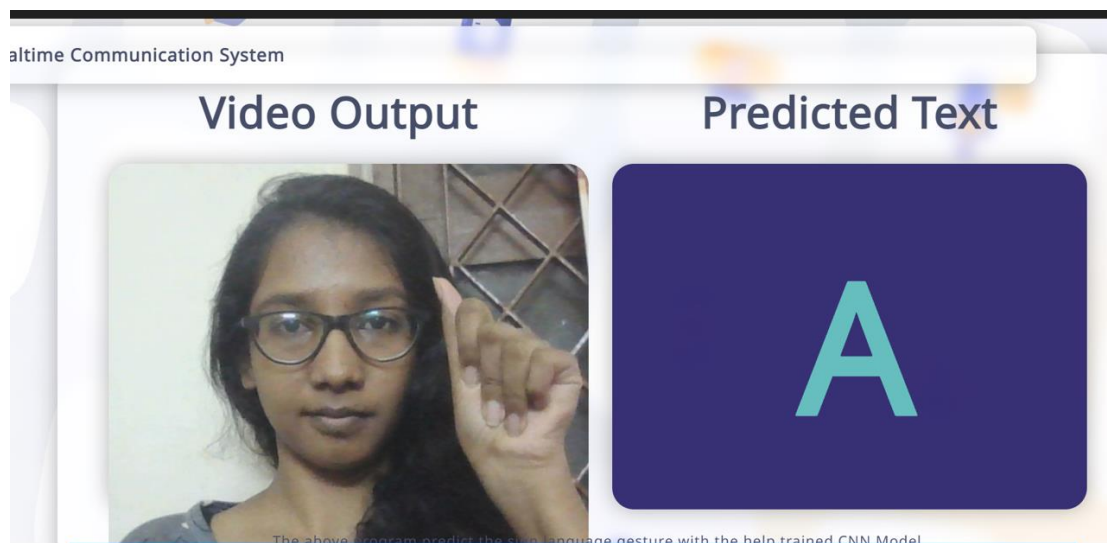 altime Communication System
Video Output
Predicted Text
A
The above program predict the sign language gesture with the help trained CNN Model